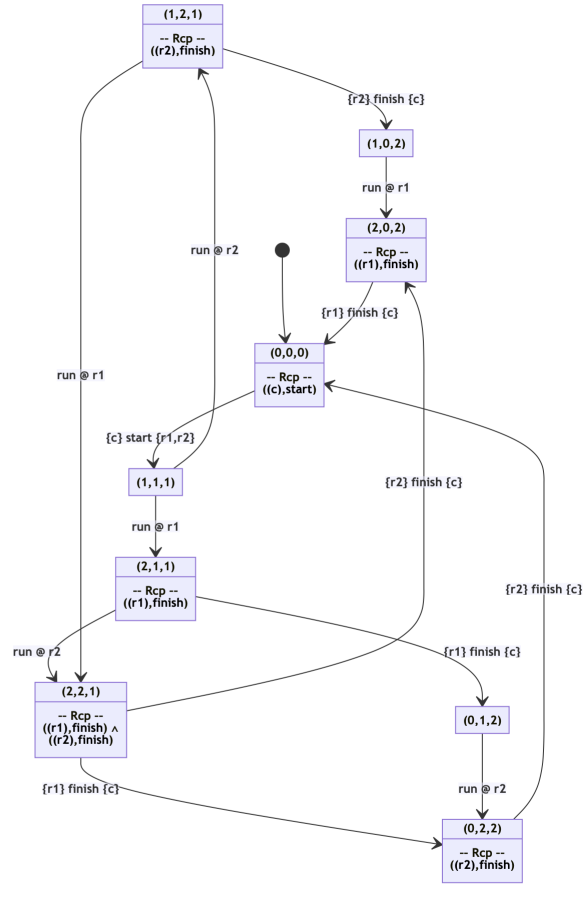 (1,2,1)
-- Rcp --
((r2),finish)
{r2} finish {c}
(1,0,2)
run @ r1
(2,0,2)
-- Rcp --
((r1),finish)
run @ r2
{r1} finish {c}
(0,0,0)
-- Rcp --
((c),start)
run @ r1
{c} start {r1,r2}
(1,1,1)
{r2} finish {c}
run @ r1
(2,1,1)
-- Rcp --
((r1),finish)
{r2} finish {c}
run @ r2
{r1} finish {c}
(2,2,1)
-- Rcp --
((r1),finish) ∧
((r2),finish)
(0,1,2)
{r1} finish {c}
run @ r2
(0,2,2)
-- Rcp --
((r2),finish)